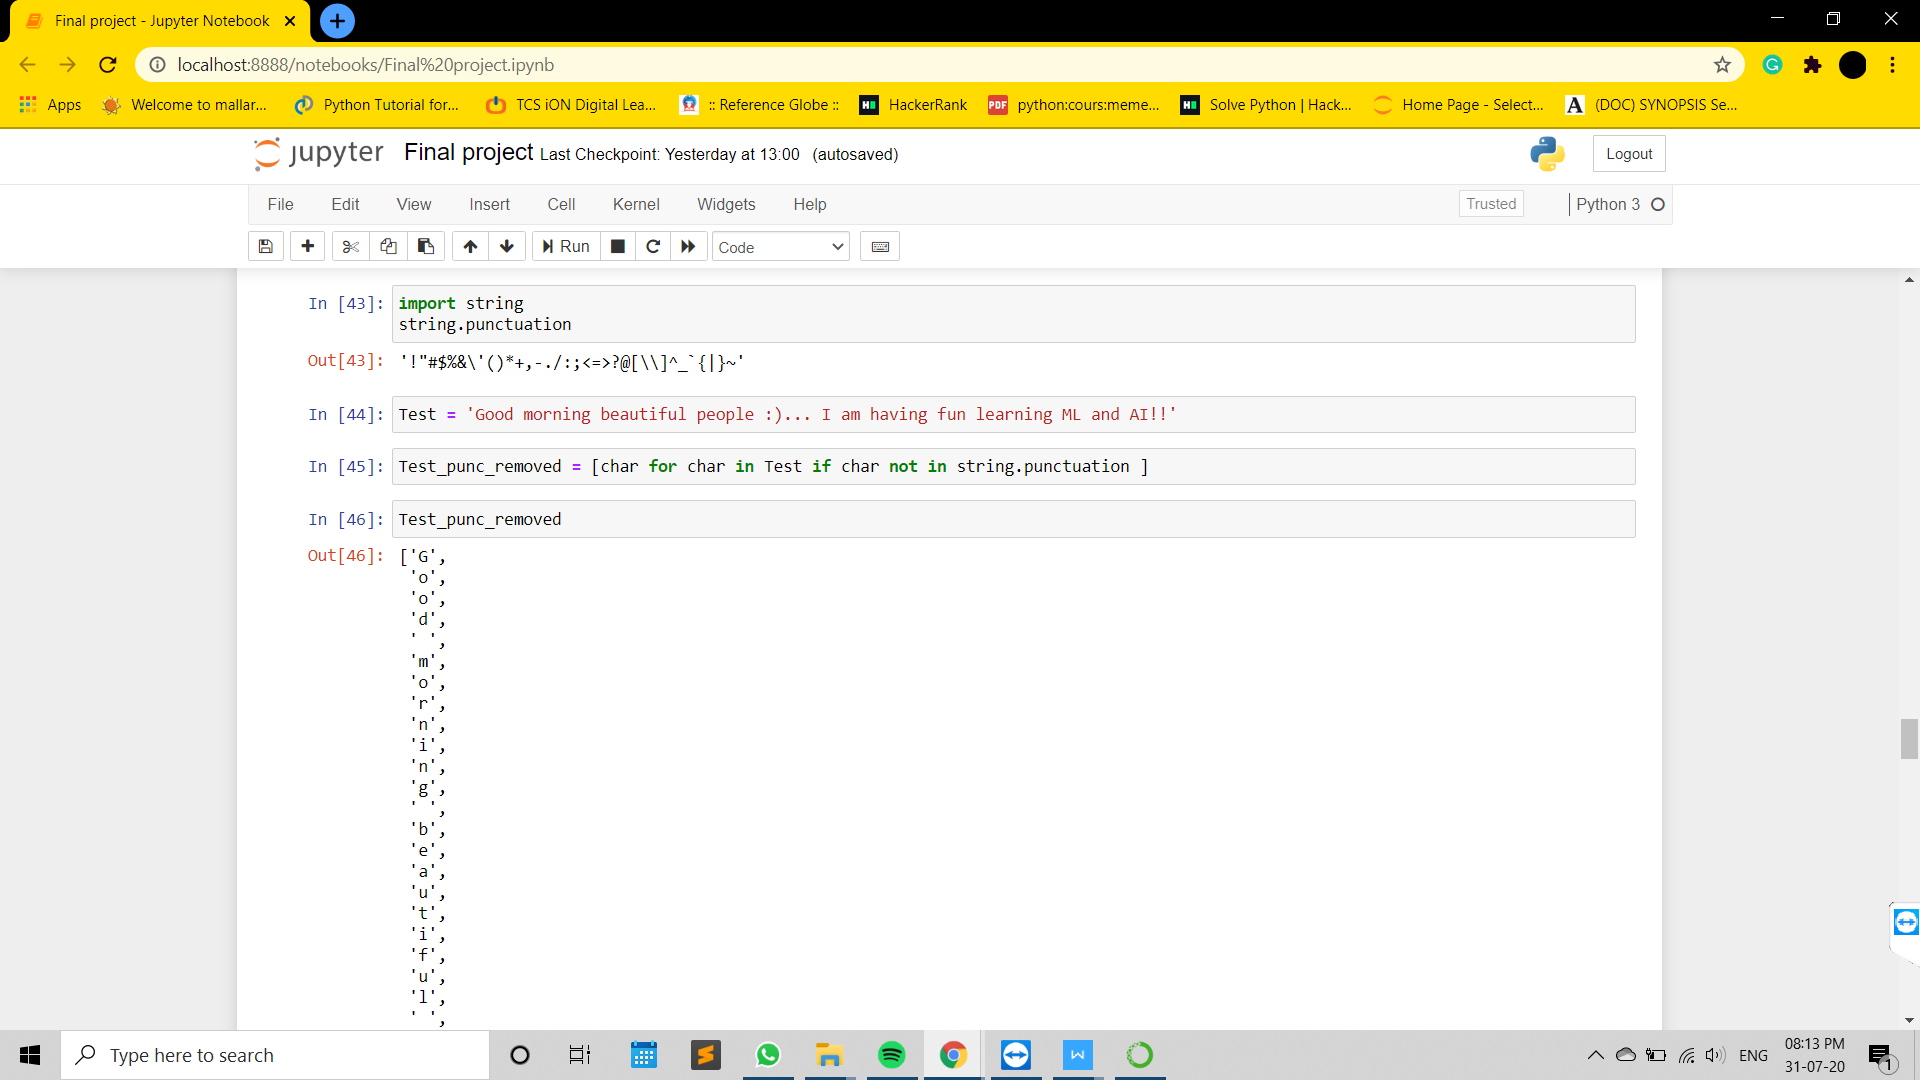 Final project - Jupyter Notebook
localhost:8888/notebooks/Final%20project.ipynb
Apps Welcome to mallar... Python Tutorial for... TCS iON Digital Lea... :: Reference Globe :: HackerRank PDF python:cours:meme... Solve Python | Hack... Home Page - Select... A (DOC) SYNOPSIS Se...
jupyter Final project Last Checkpoint: Yesterday at 13:00 (autosaved) Logout
File Edit View Insert Cell Kernel Widgets Help Trusted Python 3
Run Code
In [43]: import string
string.punctuation
Out[43]: '!"#$%&\'()*+,-./:;<=>?@[\\]^_`{|}~'
In [44]: Test = 'Good morning beautiful people :)... I am having fun learning ML and AI!!'
In [45]: Test_punc_removed = [char for char in Test if char not in string.punctuation ]
In [46]: Test_punc_removed
Out[46]: ['G',
'o',
'o',
'd',
' ',
'm',
'o',
'r',
'n',
'i',
'n',
'g',
' ',
'b',
'e',
'a',
'u',
't',
'i',
'f',
'u',
'l',
' ',
Type here to search
ENG
08:13 PM
31-07-20
1